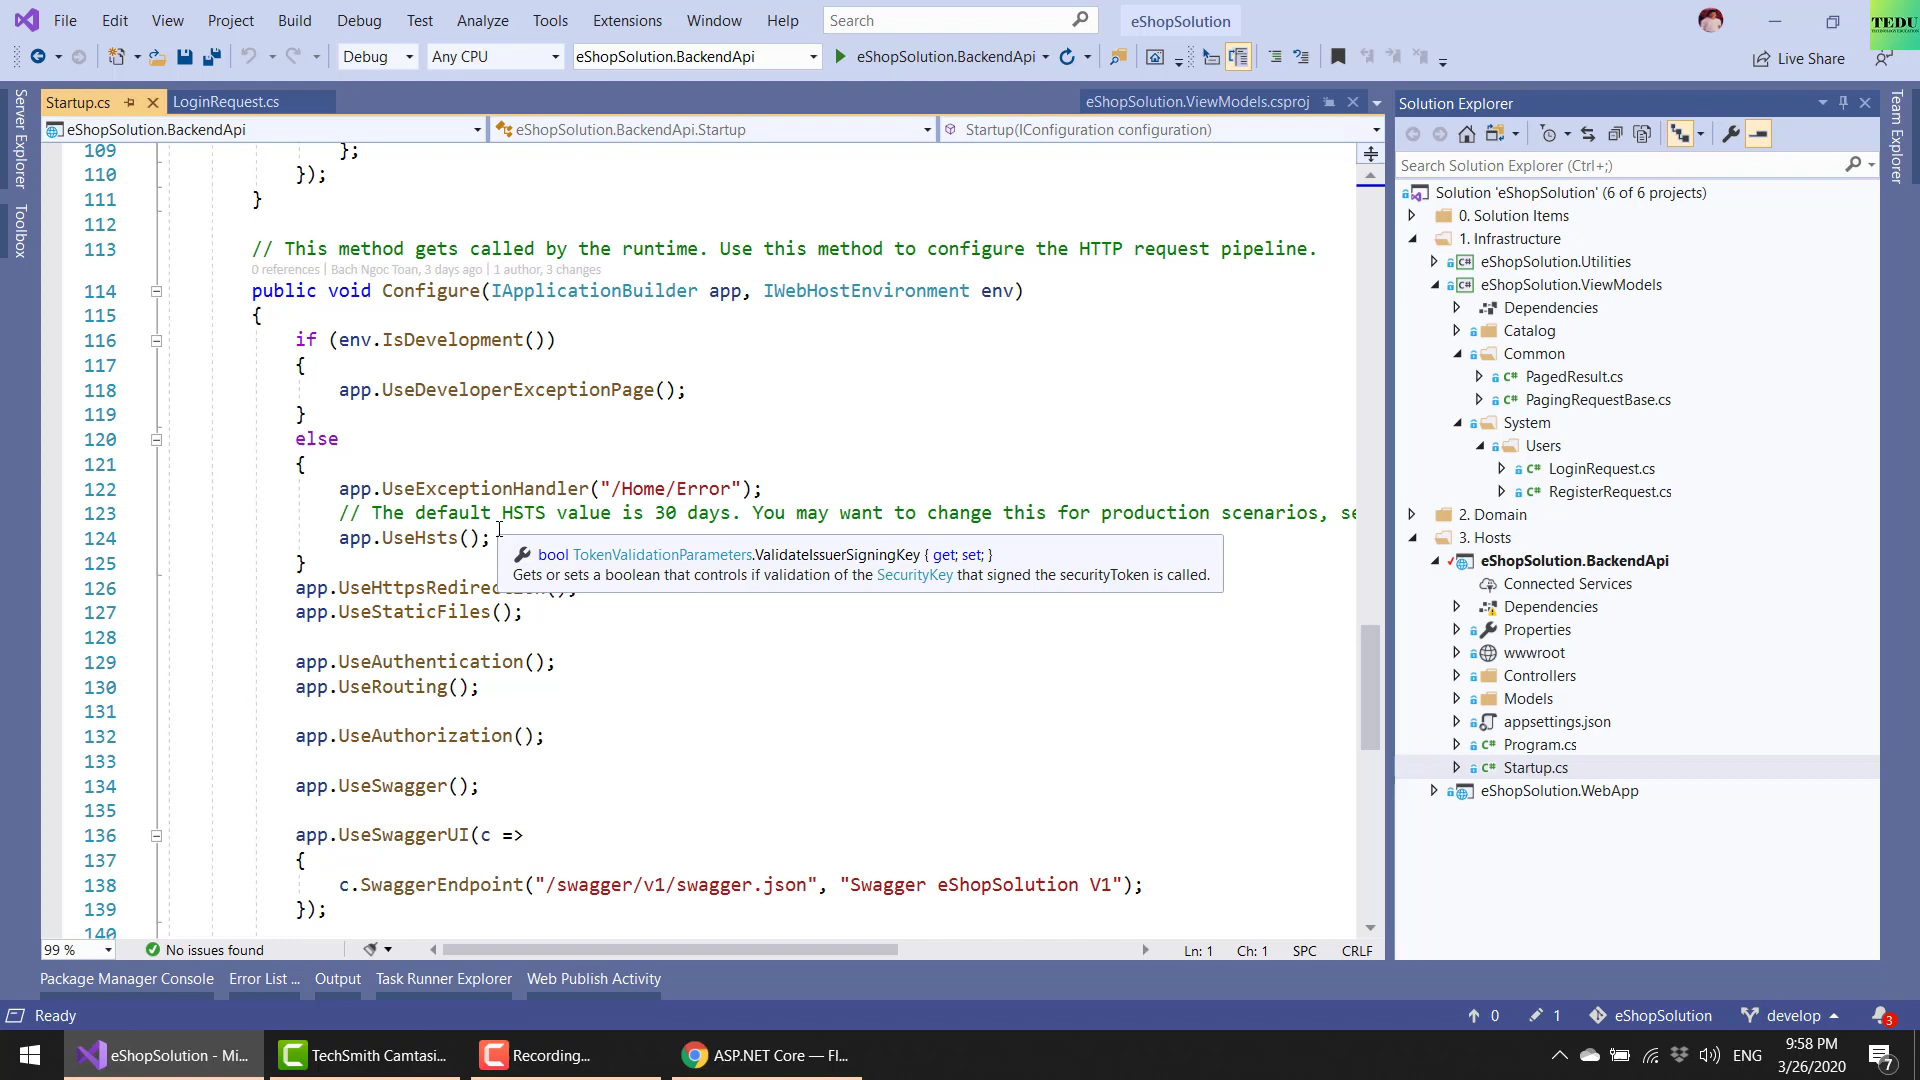 File Edit View Project Build Debug Test Analyze Tools Extensions Window Help Search eShopSolution
TEDU
Debug Any CPU eShopSolution.BackendApi eShopSolution.BackendApi Live Share
Server Explorer
Toolbox
Startup.cs LoginRequest.cs eShopSolution.ViewModels.csproj
eShopSolution.BackendApi eShopSolution.BackendApi.Startup Startup(IConfiguration configuration)
109 };
110 });
111 }
112
113 // This method gets called by the runtime. Use this method to configure the HTTP request pipeline.
0 references | Bach Ngoc Toan, 3 days ago | 1 author, 3 changes
114 public void Configure(IApplicationBuilder app, IWebHostEnvironment env)
115 {
116 if (env.IsDevelopment())
117 {
118 app.UseDeveloperExceptionPage();
119 }
120 else
121 {
122 app.UseExceptionHandler("/Home/Error");
123 // The default HSTS value is 30 days. You may want to change this for production scenarios, se
124 app.UseHsts();
bool TokenValidationParameters.ValidateIssuerSigningKey { get; set; }
Gets or sets a boolean that controls if validation of the SecurityKey that signed the securityToken is called.
125 }
126 app.UseHttpsRedirection();
127 app.UseStaticFiles();
128
129 app.UseAuthentication();
130 app.UseRouting();
131
132 app.UseAuthorization();
133
134 app.UseSwagger();
135
136 app.UseSwaggerUI(c =>
137 {
138 c.SwaggerEndpoint("/swagger/v1/swagger.json", "Swagger eShopSolution V1");
139 });
140
99 % No issues found Ln: 1 Ch: 1 SPC CRLF
Solution Explorer
Team Explorer
Search Solution Explorer (Ctrl+;)
Solution 'eShopSolution' (6 of 6 projects)
0. Solution Items
1. Infrastructure
eShopSolution.Utilities
eShopSolution.ViewModels
Dependencies
Catalog
Common
C# PagedResult.cs
C# PagingRequestBase.cs
System
Users
C# LoginRequest.cs
C# RegisterRequest.cs
2. Domain
3. Hosts
eShopSolution.BackendApi
Connected Services
Dependencies
Properties
wwwroot
Controllers
Models
appsettings.json
C# Program.cs
C# Startup.cs
eShopSolution.WebApp
Package Manager Console Error List ... Output Task Runner Explorer Web Publish Activity
Ready 0 1 eShopSolution develop 3
eShopSolution - Mi... TechSmith Camtasi... Recording... ASP.NET Core — Fl... ENG
9:58 PM
3/26/2020
7